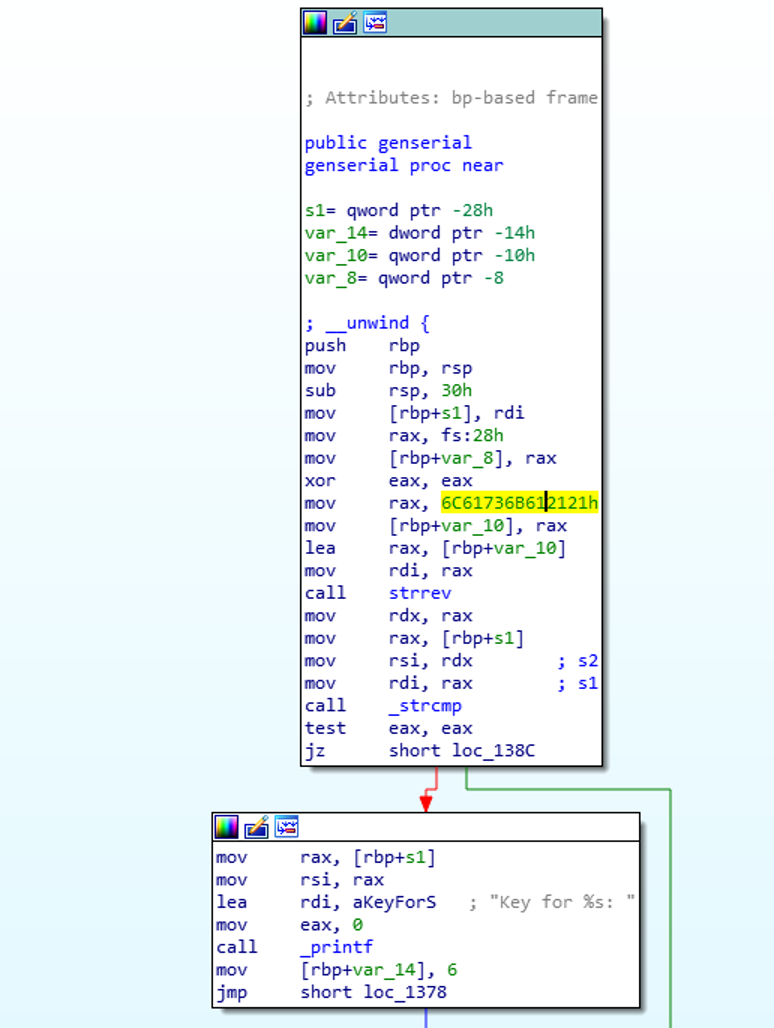 ; Attributes: bp-based frame
public genserial
genserial proc near
s1= qword ptr -28h
var_14= dword ptr -14h
var_10= qword ptr -10h
var_8= qword ptr -8
; __unwind {
push    rbp
mov     rbp, rsp
sub     rsp, 30h
mov     [rbp+s1], rdi
mov     rax, fs:28h
mov     [rbp+var_8], rax
xor     eax, eax
mov     rax, 6C61736B612121h
mov     [rbp+var_10], rax
lea     rax, [rbp+var_10]
mov     rdi, rax
call    strrev
mov     rdx, rax
mov     rax, [rbp+s1]
mov     rsi, rdx        ; s2
mov     rdi, rax        ; s1
call    _strcmp
test    eax, eax
jz      short loc_138C
mov     rax, [rbp+s1]
mov     rsi, rax
lea     rdi, aKeyForS   ; "Key for %s: "
mov     eax, 0
call    _printf
mov     [rbp+var_14], 6
jmp     short loc_1378